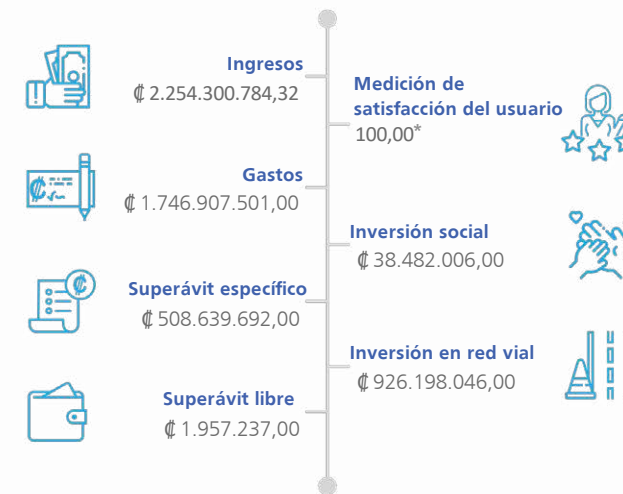 Ingresos
₡ 2.254.300.784,32
Medición de
satisfacción del usuario
100,00*
Gastos
₡ 1.746.907.501,00
Inversión social
₡ 38.482.006,00
Superávit específico
₡ 508.639.692,00
Inversión en red vial
₡ 926.198.046,00
Superávit libre
₡ 1.957.237,00